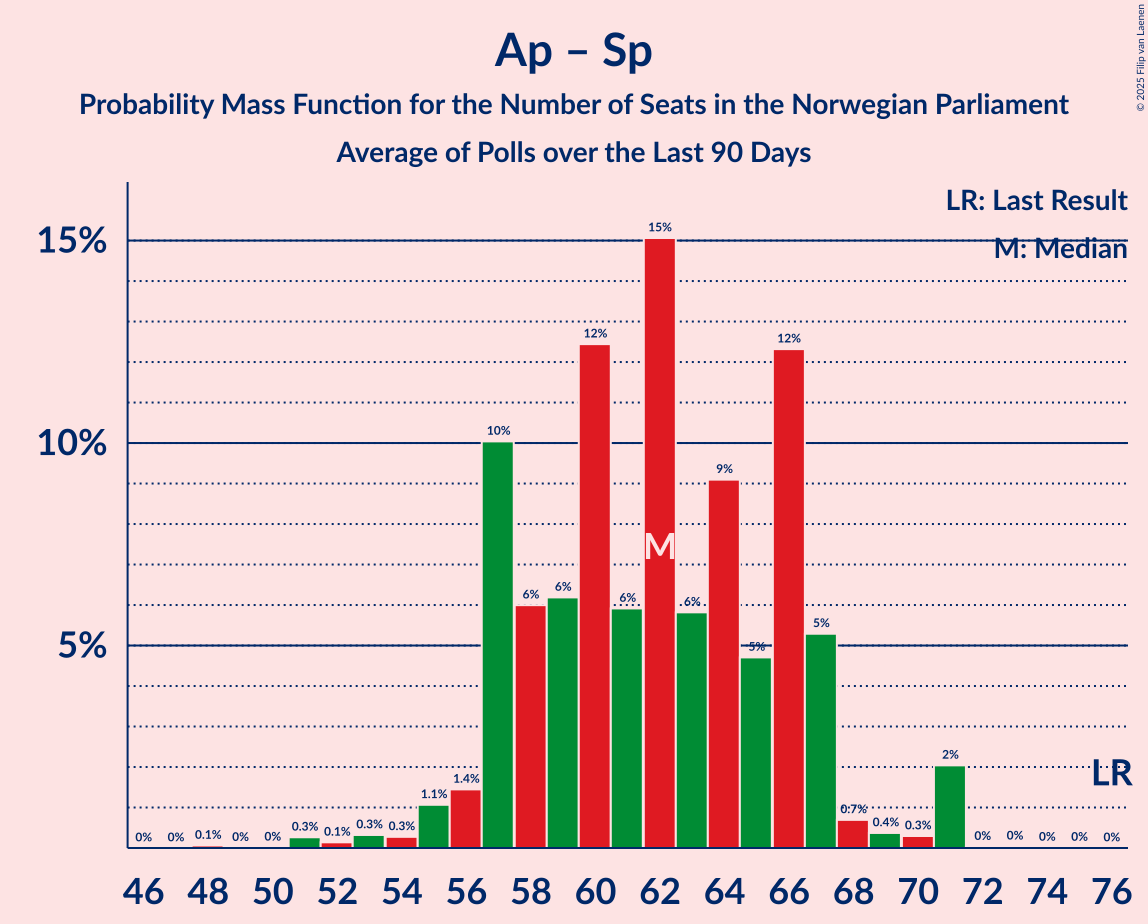 Ap – Sp
Probability Mass Function for the Number of Seats in the Norwegian Parliament
Average of Polls over the Last 90 Days
© 2025 Filip van Laenen
LR: Last Result
M: Median
15%
10%
5%
0% 0% 0.1% 0% 0% 0.3% 0.1% 0.3% 0.3% 1.1% 1.4% 10% 6% 6% 12% 6% 15% 6% 9% 5% 12% 5% 0.7% 0.4% 0.3% 2% 0% 0% 0% 0% 0%
M
LR
46 48 50 52 54 56 58 60 62 64 66 68 70 72 74 76